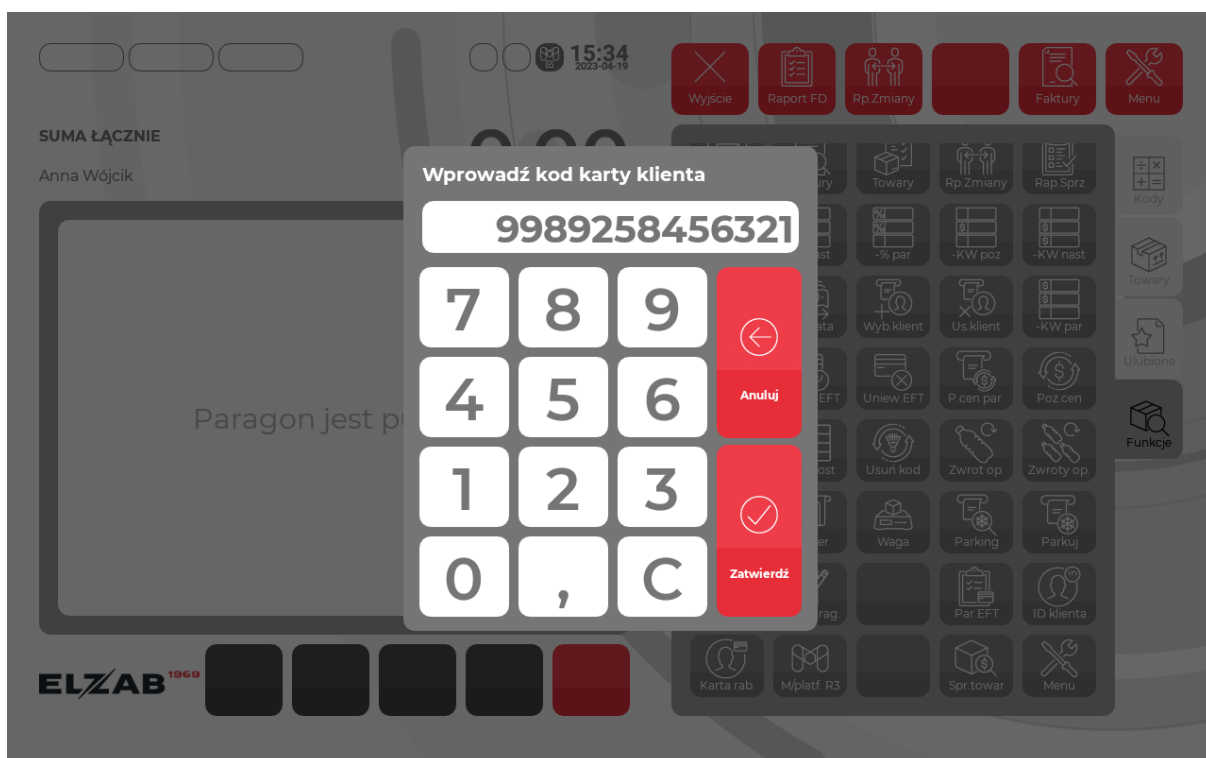 15:34
2023-04-19
Wyjście
Raport FD
Rp.Zmiany
Faktury
Menu
SUMA ŁĄCZNIE
Anna Wójcik
Wprowadź kod karty klienta
9989258456321
7 8 9
4 5 6
Anuluj
1 2 3
0 , C
Zatwierdź
Paragon jest
Towary
Rp.Zmiany
Rap.Sprz
-% par
-KW poz
-KW nast
Wyb.klient
Us.klient
-KW par
Uniew.EFT
P.cen par.
Poz.cen
Usuń kod
Zwrot op.
Zwroty op.
Waga
Parking
Parkuj
Par.EFT
ID klienta
Karta rab.
M/platf. R3
Spr.towar
Menu
Kody
Towary
Ulubione
Funkcje
ELZAB 1969